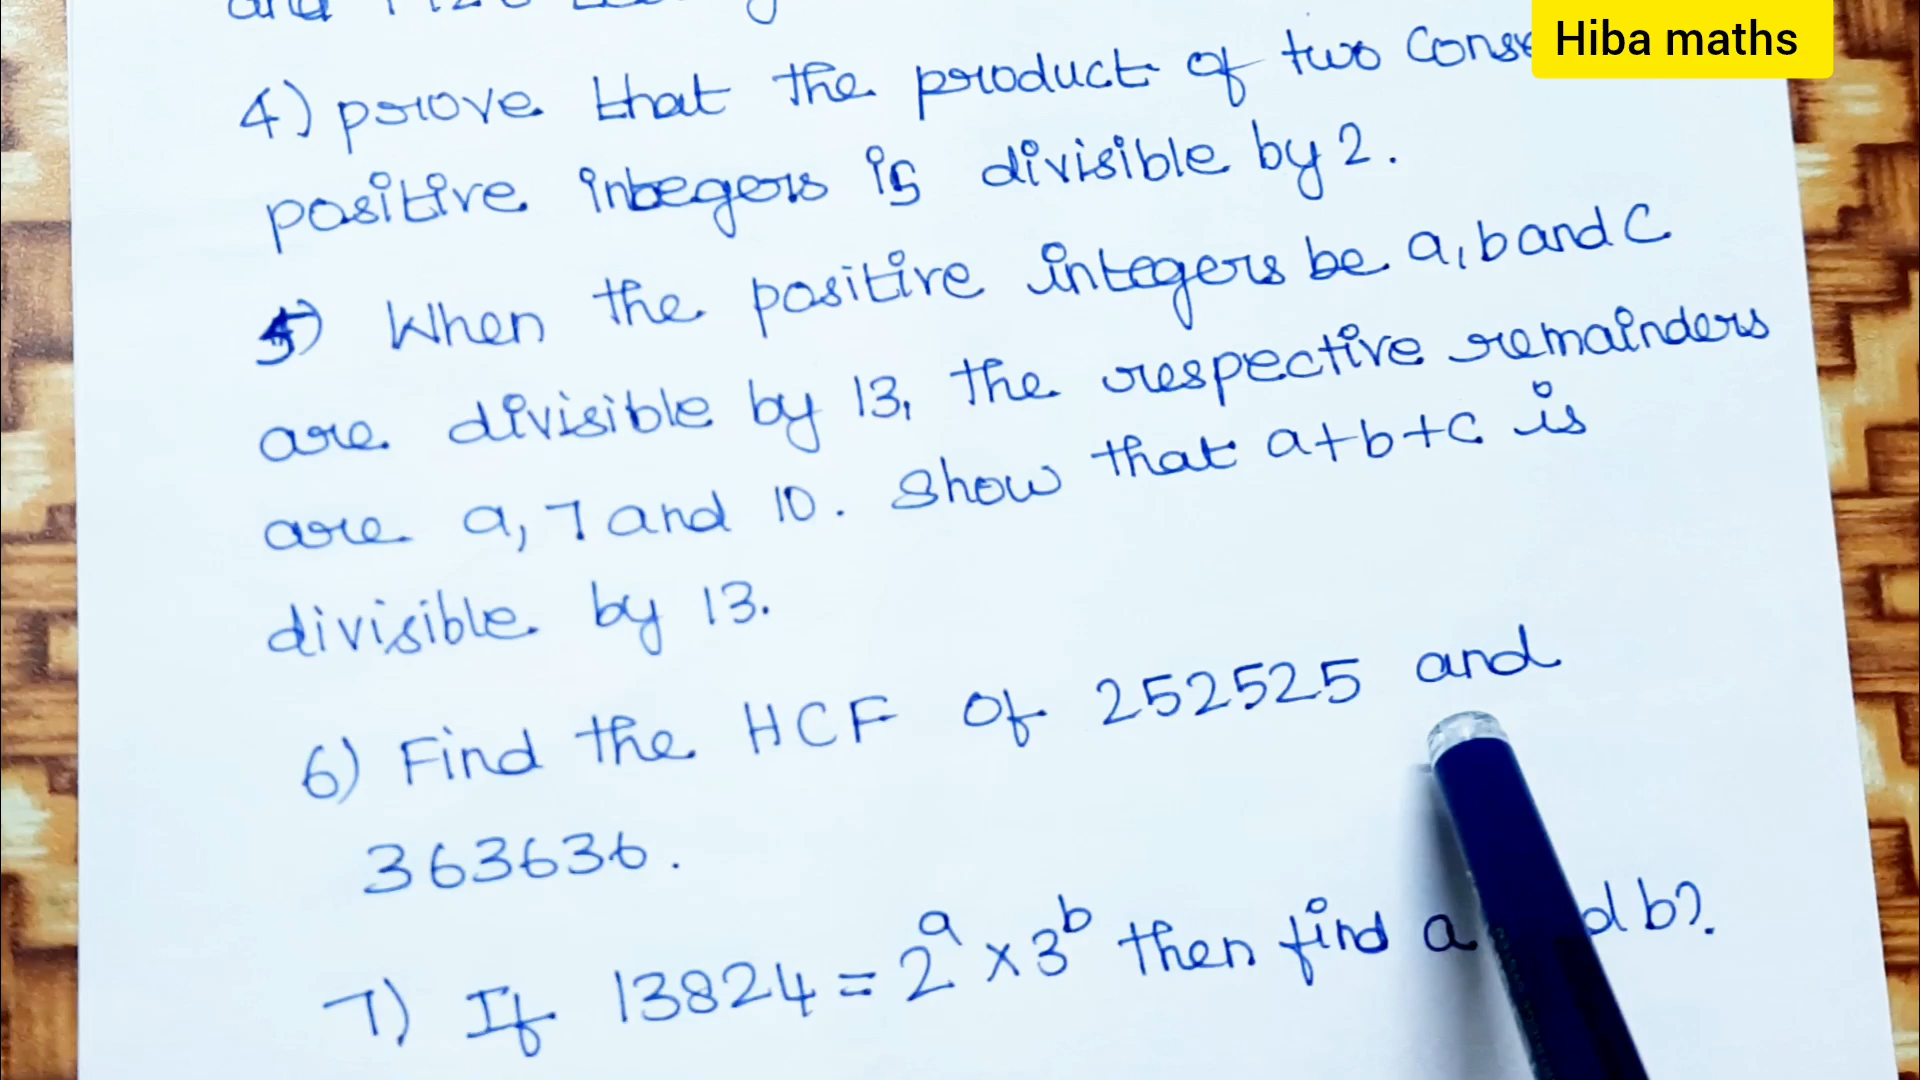 and
Hiba maths
4) prove that the product of two
positive integers is divisible by 2.
5) When the positive integers be a, b and c
are divisible by 13, the respective remainders
are 9, 7 and 10. Show that a+b+c is
divisible by 13.
6) Find the HCF of 252525 and
363636.
7) If 13824 = 2^a × 3^b then find a b?